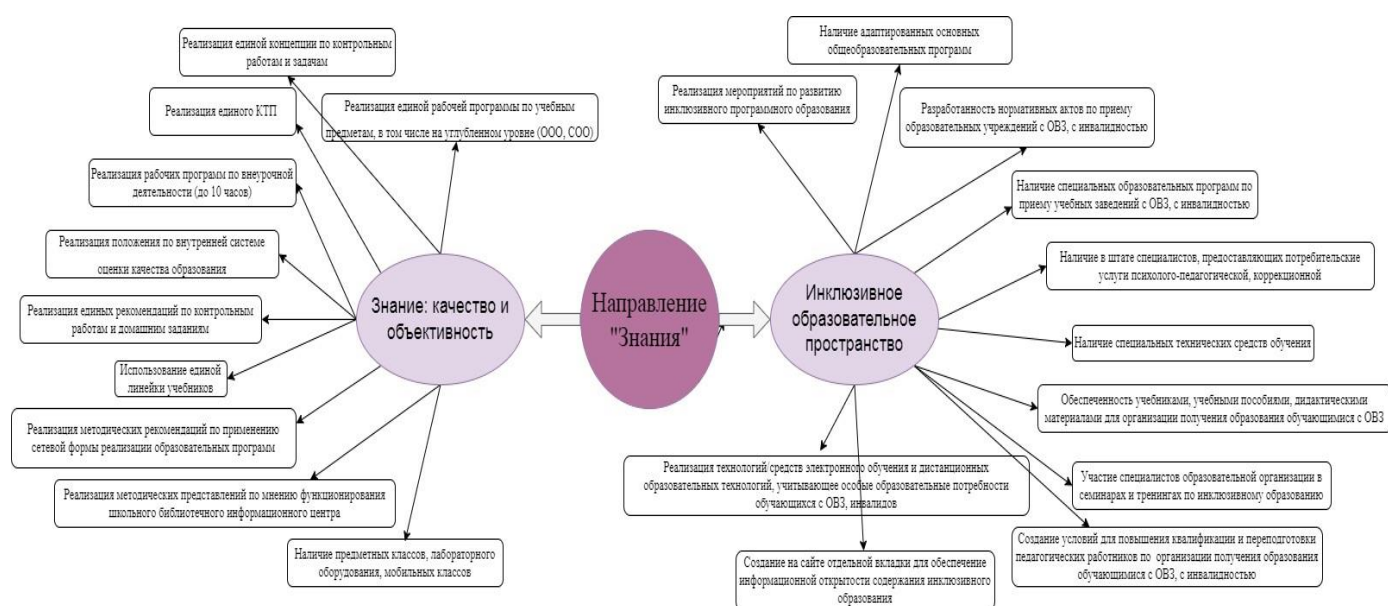 Реализация единой концепции по контрольным
работам и задачам
Реализация единого КТП
Реализация единой рабочей программы по учебным
предметам, в том числе на углубленном уровне (ООО, СОО)
Реализация рабочих программ по внеурочной
деятельности (до 10 часов)
Реализация положения по внутренней системе
оценки качества образования
Реализация единых рекомендаций по контрольным
работам и домашним заданиям
Использование единой
линейки учебников
Реализация методических рекомендаций по применению
сетевой формы реализации образовательных программ
Реализация методических представлений по мнению функционирования
школьного библиотечного информационного центра
Наличие предметных классов, лабораторного
оборудования, мобильных классов
Знание: качество и
объективность
Направление
"Знания"
Инклюзивное
образовательное
пространство
Наличие адаптированных основных
общеобразовательных программ
Реализация мероприятий по развитию
инклюзивного программного образования
Разработанность нормативных актов по приему
образовательных учреждений с ОВЗ, с инвалидностью
Наличие специальных образовательных программ по
приему учебных заведений с ОВЗ, с инвалидностью
Наличие в штате специалистов, предоставляющих потребительские
услуги психолого-педагогической, коррекционной
Наличие специальных технических средств обучения
Обеспеченность учебниками, учебными пособиями, дидактическими
материалами для организации получения образования обучающимися с ОВЗ
Участие специалистов образовательной организации в
семинарах и тренингах по инклюзивному образованию
Создание условий для повышения квалификации и переподготовки
педагогических работников по организации получения образования
обучающимися с ОВЗ, с инвалидностью
Реализация технологий средств электронного обучения и дистанционных
образовательных технологий, учитывающее особые образовательные потребности
обучающихся с ОВЗ, инвалидов
Создание на сайте отдельной вкладки для обеспечение
информационной открытости содержания инклюзивного
образования